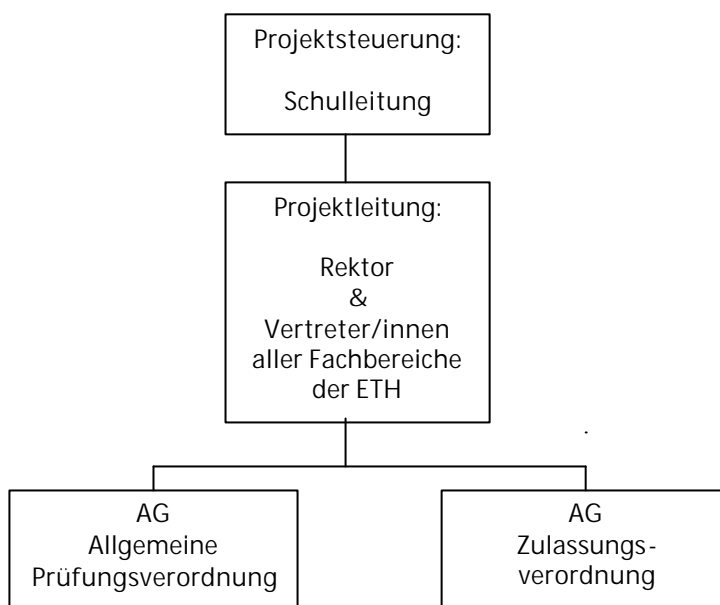 Projektsteuerung:
Schulleitung
Projektleitung:
Rektor
&
Vertreter/innen
aller Fachbereiche
der ETH
AG
Allgemeine
Prüfungsverordnung
AG
Zulassungs-
verordnung